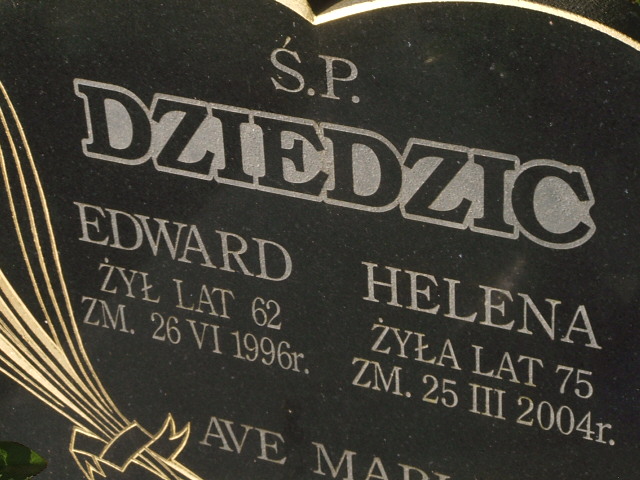 Ś.P.
DZIEDZIC
EDWARD
ŻYŁ LAT 62
ZM. 26 VI 1996r.
HELENA
ŻYŁA LAT 75
ZM. 25 III 2004r.
AVE